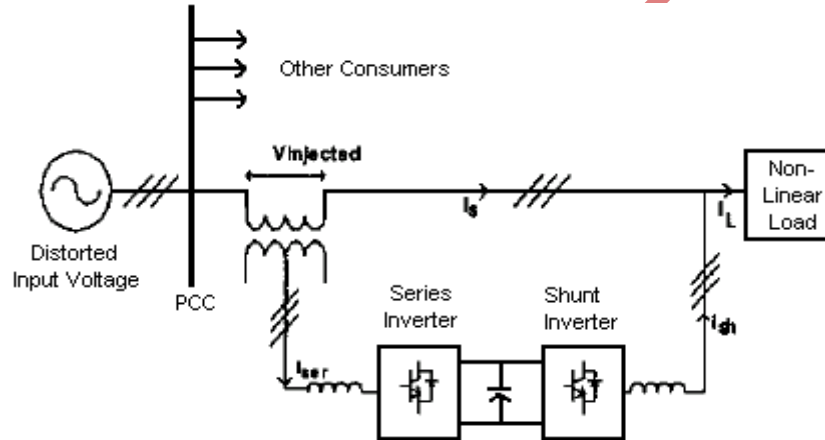 Other Consumers
Vinjected
Non-
Linear
Load
Is
IL
Distorted
Input Voltage
PCC
Series
Inverter
Shunt
Inverter
ish
iser